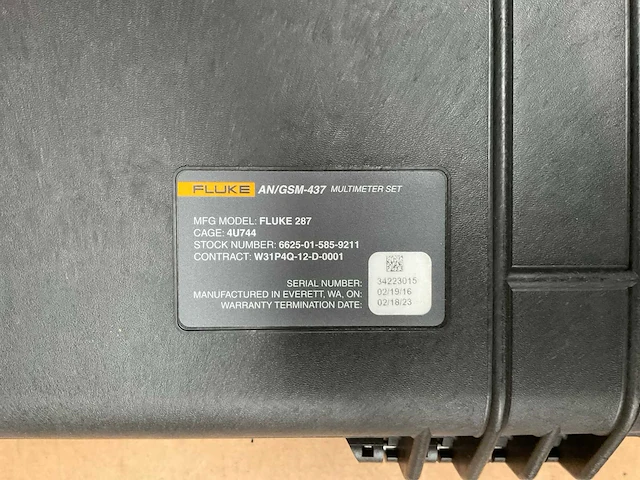 FLUKE AN/GSM-437 MULTIMETER SET
MFG MODEL: FLUKE 287
CAGE: 4U744
STOCK NUMBER: 6625-01-585-9211
CONTRACT: W31P4Q-12-D-0001
SERIAL NUMBER: 34223015
MANUFACTURED IN EVERETT, WA, ON: 02/19/16
WARRANTY TERMINATION DATE: 02/18/23